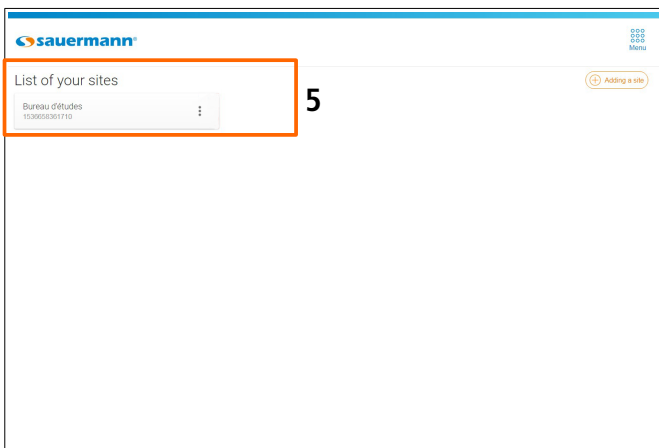 sauermann®
Menu
List of your sites
Adding a site
Bureau d'études
1536658361710
5